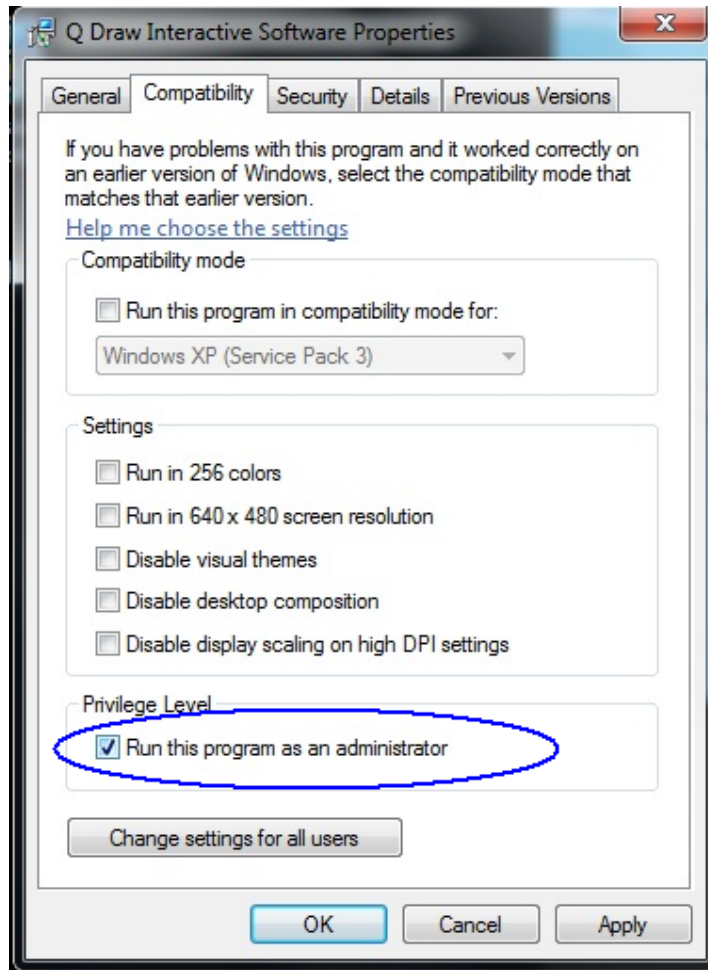 Q Draw Interactive Software Properties
General Compatibility Security Details Previous Versions
If you have problems with this program and it worked correctly on
an earlier version of Windows, select the compatibility mode that
matches that earlier version.
Help me choose the settings
Compatibility mode
Run this program in compatibility mode for:
Windows XP (Service Pack 3)
Settings
Run in 256 colors
Run in 640 x 480 screen resolution
Disable visual themes
Disable desktop composition
Disable display scaling on high DPI settings
Privilege Level
Run this program as an administrator
Change settings for all users
OK Cancel Apply